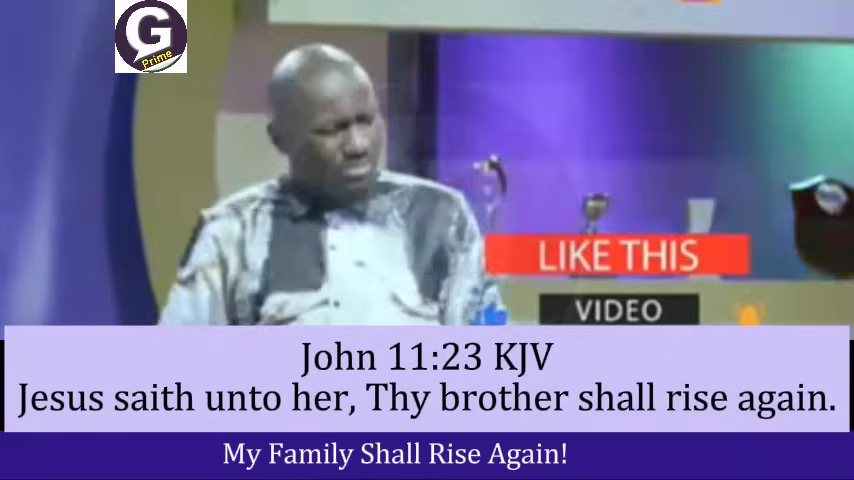 G
Prime
LIKE THIS
VIDEO
John 11:23 KJV
Jesus saith unto her, Thy brother shall rise again.
My Family Shall Rise Again!